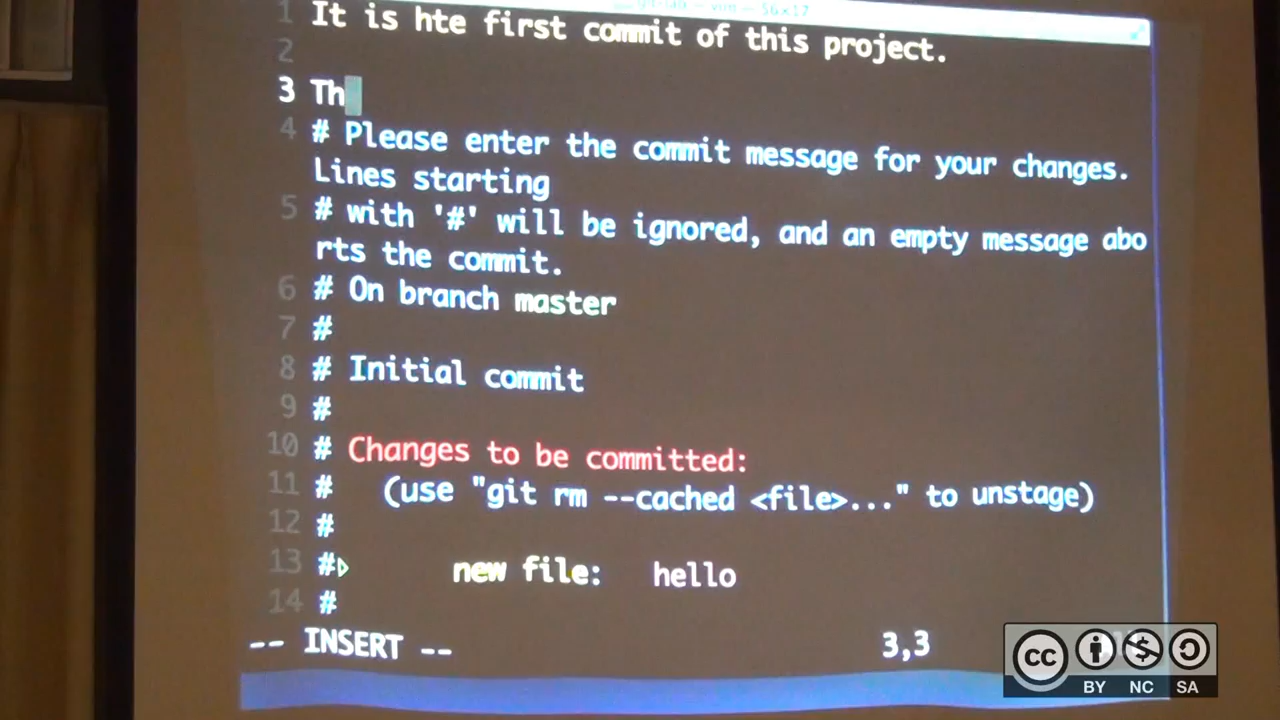 1 It is hte first commit of this project.
2
3 Th
4 # Please enter the commit message for your changes.
Lines starting
5 # with '#' will be ignored, and an empty message abo
rts the commit.
6 # On branch master
7 #
8 # Initial commit
9 #
10 # Changes to be committed:
11 #   (use "git rm --cached <file>..." to unstage)
12 #
13 #▷      new file:   hello
14 #
-- INSERT --    3,3
CC BY NC SA